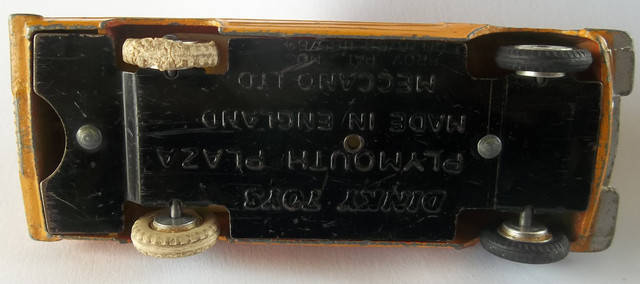 DINKY TOYS
PLYMOUTH PLAZA
MADE IN ENGLAND
MECCANO LTD